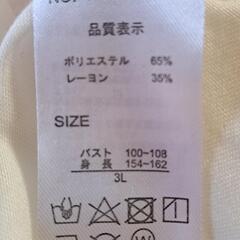 品質表示
ポリエステル 65%
レーヨン 35%
SIZE
バスト 100~108
身長 154~162
3L